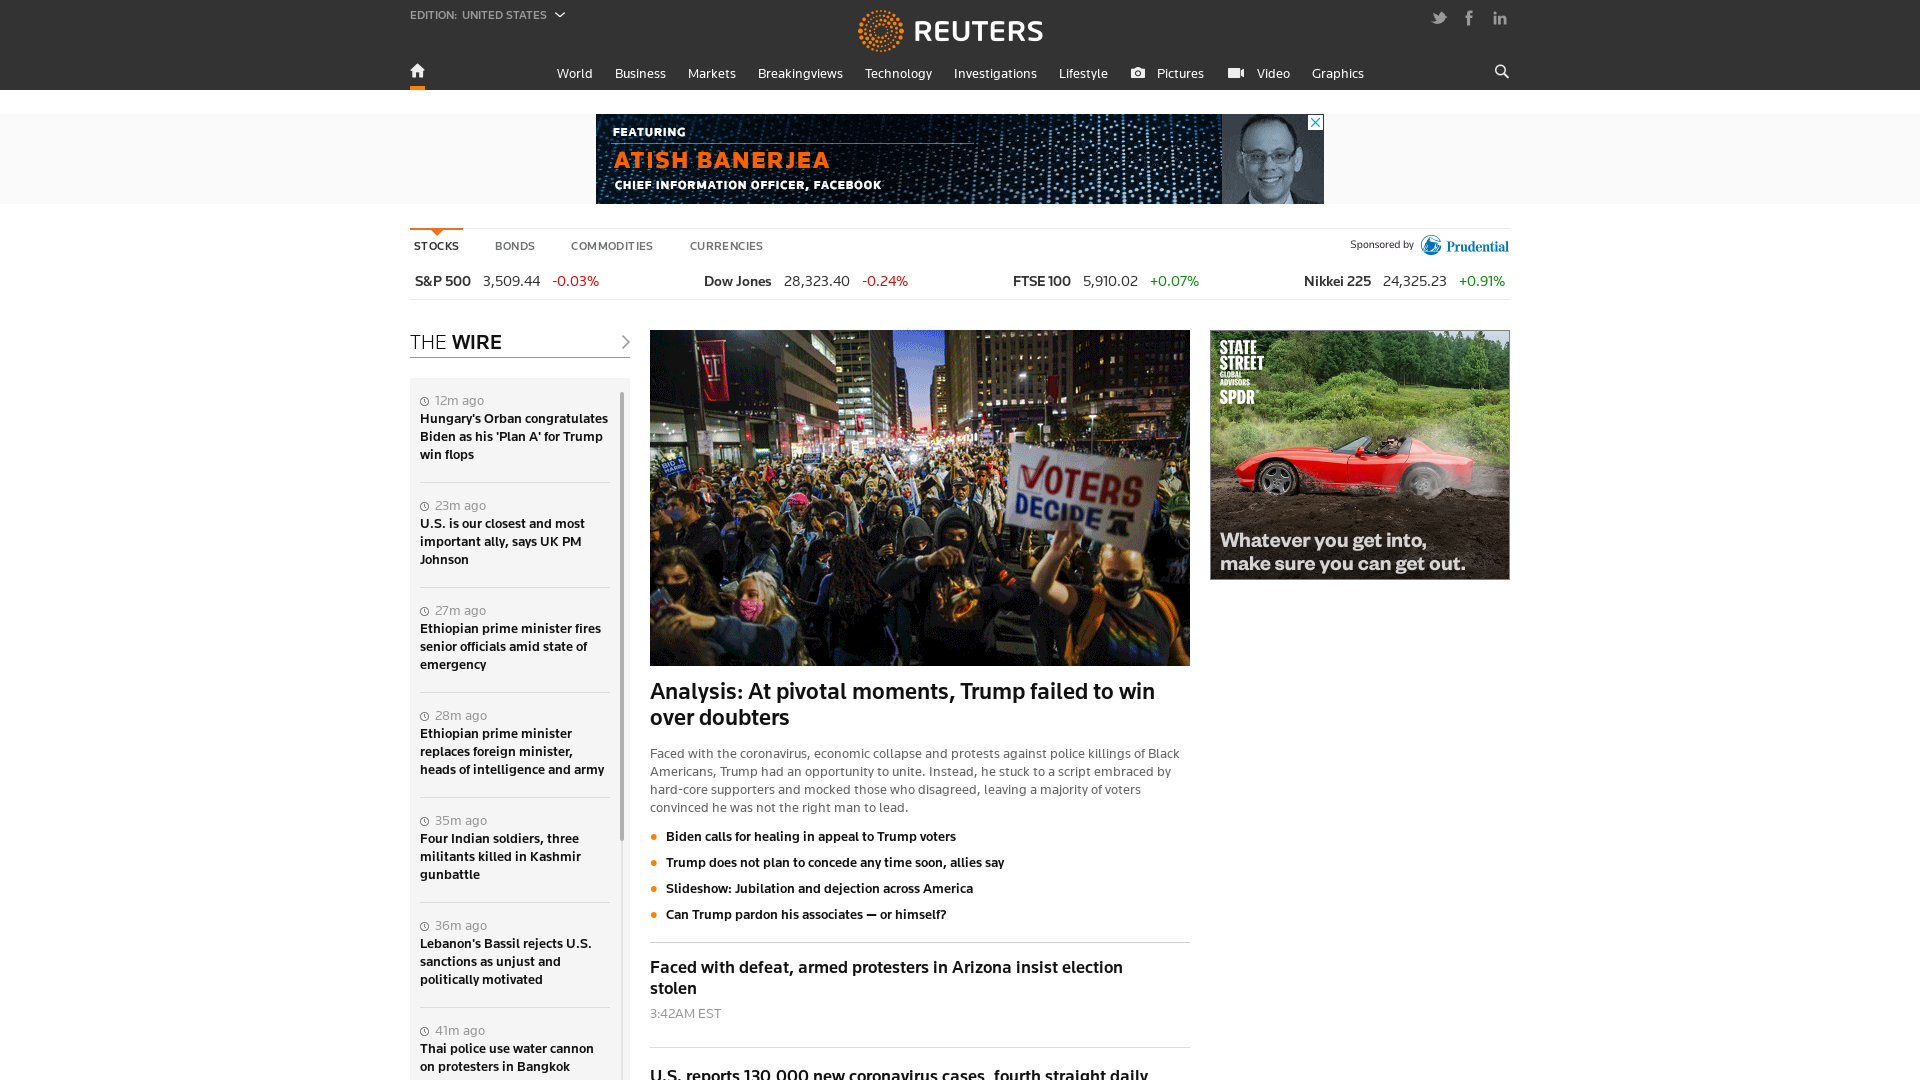 EDITION: UNITED STATES
REUTERS
World Business Markets Breakingviews Technology Investigations Lifestyle Pictures Video Graphics
FEATURING
ATISH BANERJEA
CHIEF INFORMATION OFFICER, FACEBOOK
STOCKS BONDS COMMODITIES CURRENCIES
Sponsored by Prudential
S&P 500 3,509.44 -0.03% Dow Jones 28,323.40 -0.24% FTSE 100 5,910.02 +0.07% Nikkei 225 24,325.23 +0.91%
THE WIRE
12m ago
Hungary's Orban congratulates
Biden as his 'Plan A' for Trump
win flops
23m ago
U.S. is our closest and most
important ally, says UK PM
Johnson
27m ago
Ethiopian prime minister fires
senior officials amid state of
emergency
28m ago
Ethiopian prime minister
replaces foreign minister,
heads of intelligence and army
35m ago
Four Indian soldiers, three
militants killed in Kashmir
gunbattle
36m ago
Lebanon's Bassil rejects U.S.
sanctions as unjust and
politically motivated
41m ago
Thai police use water cannon
on protesters in Bangkok
VOTERS
DECIDE
Analysis: At pivotal moments, Trump failed to win
over doubters
Faced with the coronavirus, economic collapse and protests against police killings of Black
Americans, Trump had an opportunity to unite. Instead, he stuck to a script embraced by
hard-core supporters and mocked those who disagreed, leaving a majority of voters
convinced he was not the right man to lead.
Biden calls for healing in appeal to Trump voters
Trump does not plan to concede any time soon, allies say
Slideshow: Jubilation and dejection across America
Can Trump pardon his associates — or himself?
Faced with defeat, armed protesters in Arizona insist election
stolen
3:42AM EST
U.S. reports 130,000 new coronavirus cases, fourth straight daily
STATE
STREET
GLOBAL
ADVISORS
SPDR
Whatever you get into,
make sure you can get out.